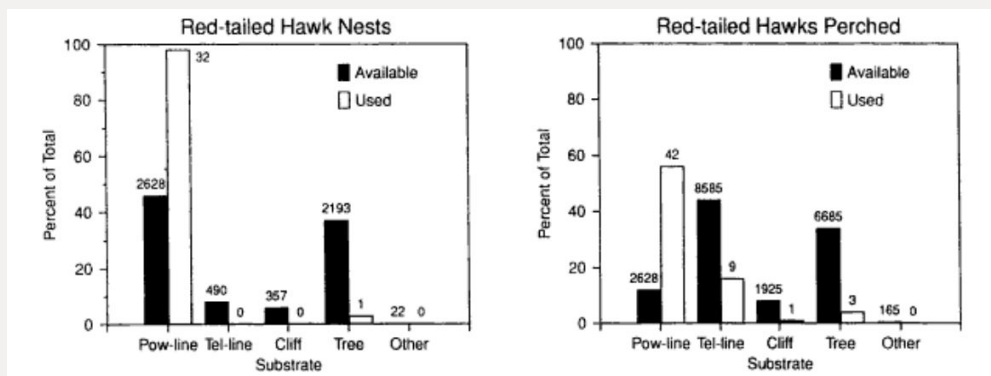 Red-tailed Hawk Nests
100
80
60
40
20
0
Percent of Total
Available
Used
2628
32
490
0
357
0
2193
1
22
0
Pow-line Tel-line Cliff Tree Other
Substrate
Red-tailed Hawks Perched
100
80
60
40
20
0
Percent of Total
Available
Used
2628
42
8585
9
1925
1
6685
3
165
0
Pow-line Tel-line Cliff Tree Other
Substrate